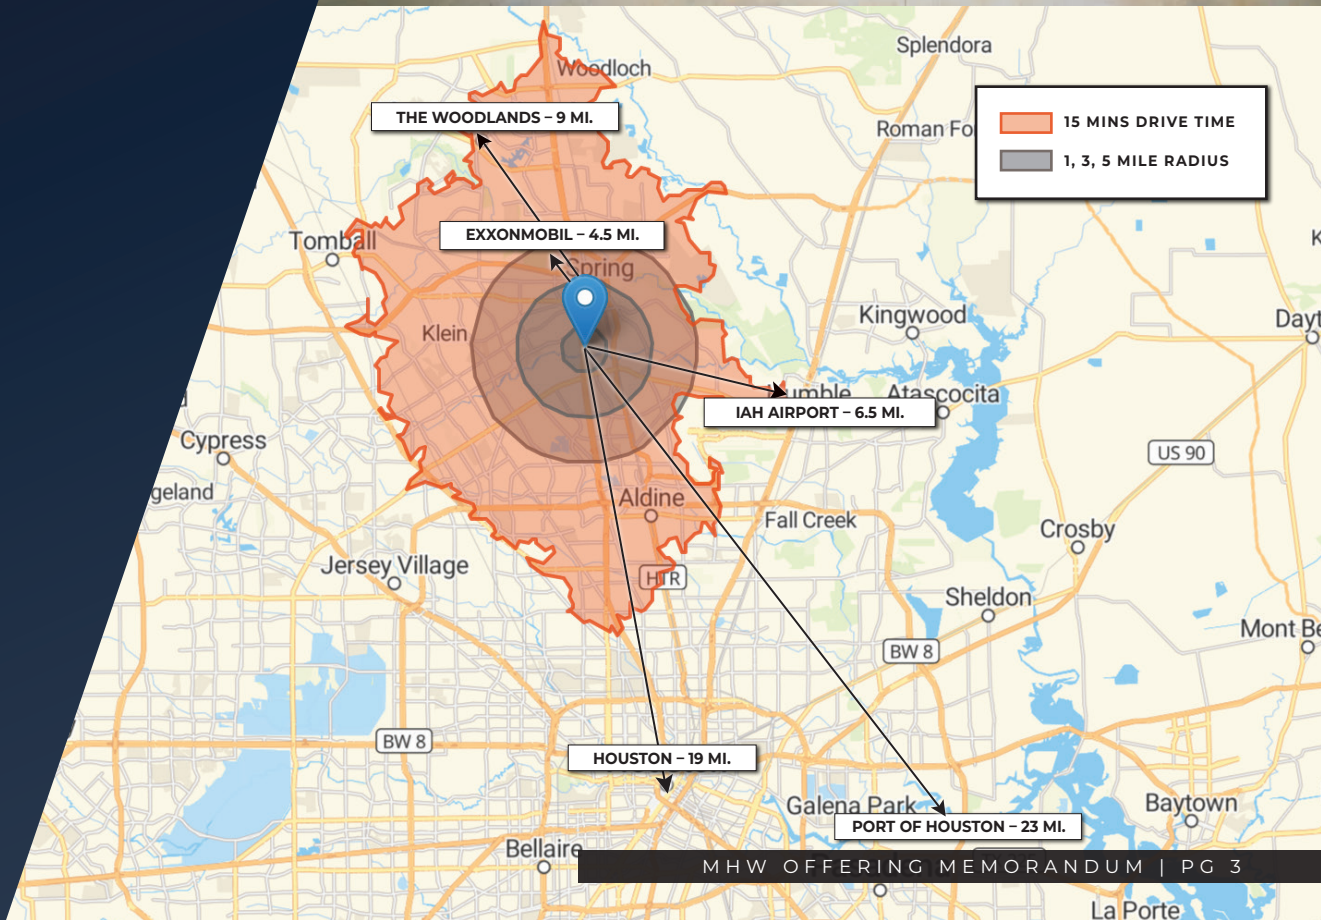 Splendora
Woodloch
THE WOODLANDS – 9 MI.
15 MINS DRIVE TIME
Roman Fo
1, 3, 5 MILE RADIUS
EXXONMOBIL – 4.5 MI.
Tomball
Spring
Kingwood
Klein
Dayt
umble
Atascocita
IAH AIRPORT – 6.5 MI.
Cypress
US 90
geland
Aldine
Fall Creek
Crosby
Jersey Village
HTR
Sheldon
Mont Be
BW 8
BW 8
HOUSTON – 19 MI.
Galena Park
Baytown
PORT OF HOUSTON – 23 MI.
Bellaire
MHW OFFERING MEMORANDUM | PG 3
La Porte